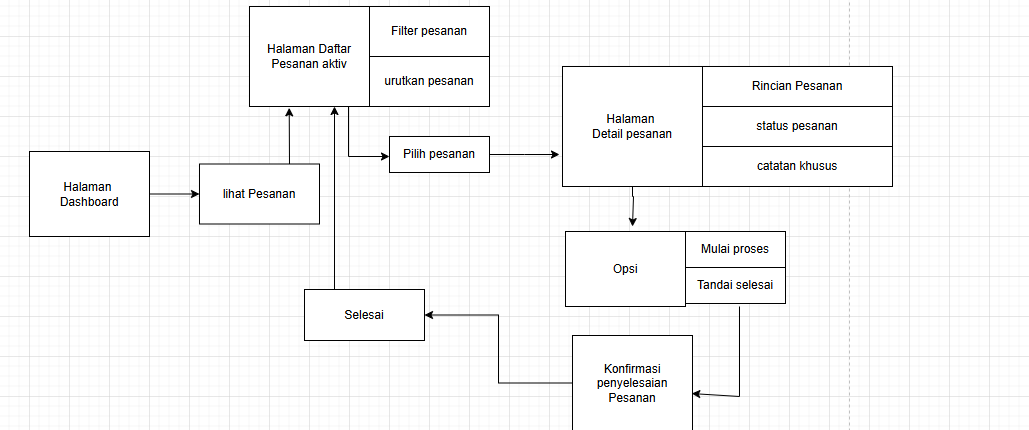 Halaman Daftar
Pesanan aktiv
Filter pesanan
urutkan pesanan
Halaman
Detail pesanan
Rincian Pesanan
status pesanan
catatan khusus
Pilih pesanan
Halaman
Dashboard
lihat Pesanan
Opsi
Mulai proses
Tandai selesai
Selesai
Konfirmasi
penyelesaian
Pesanan